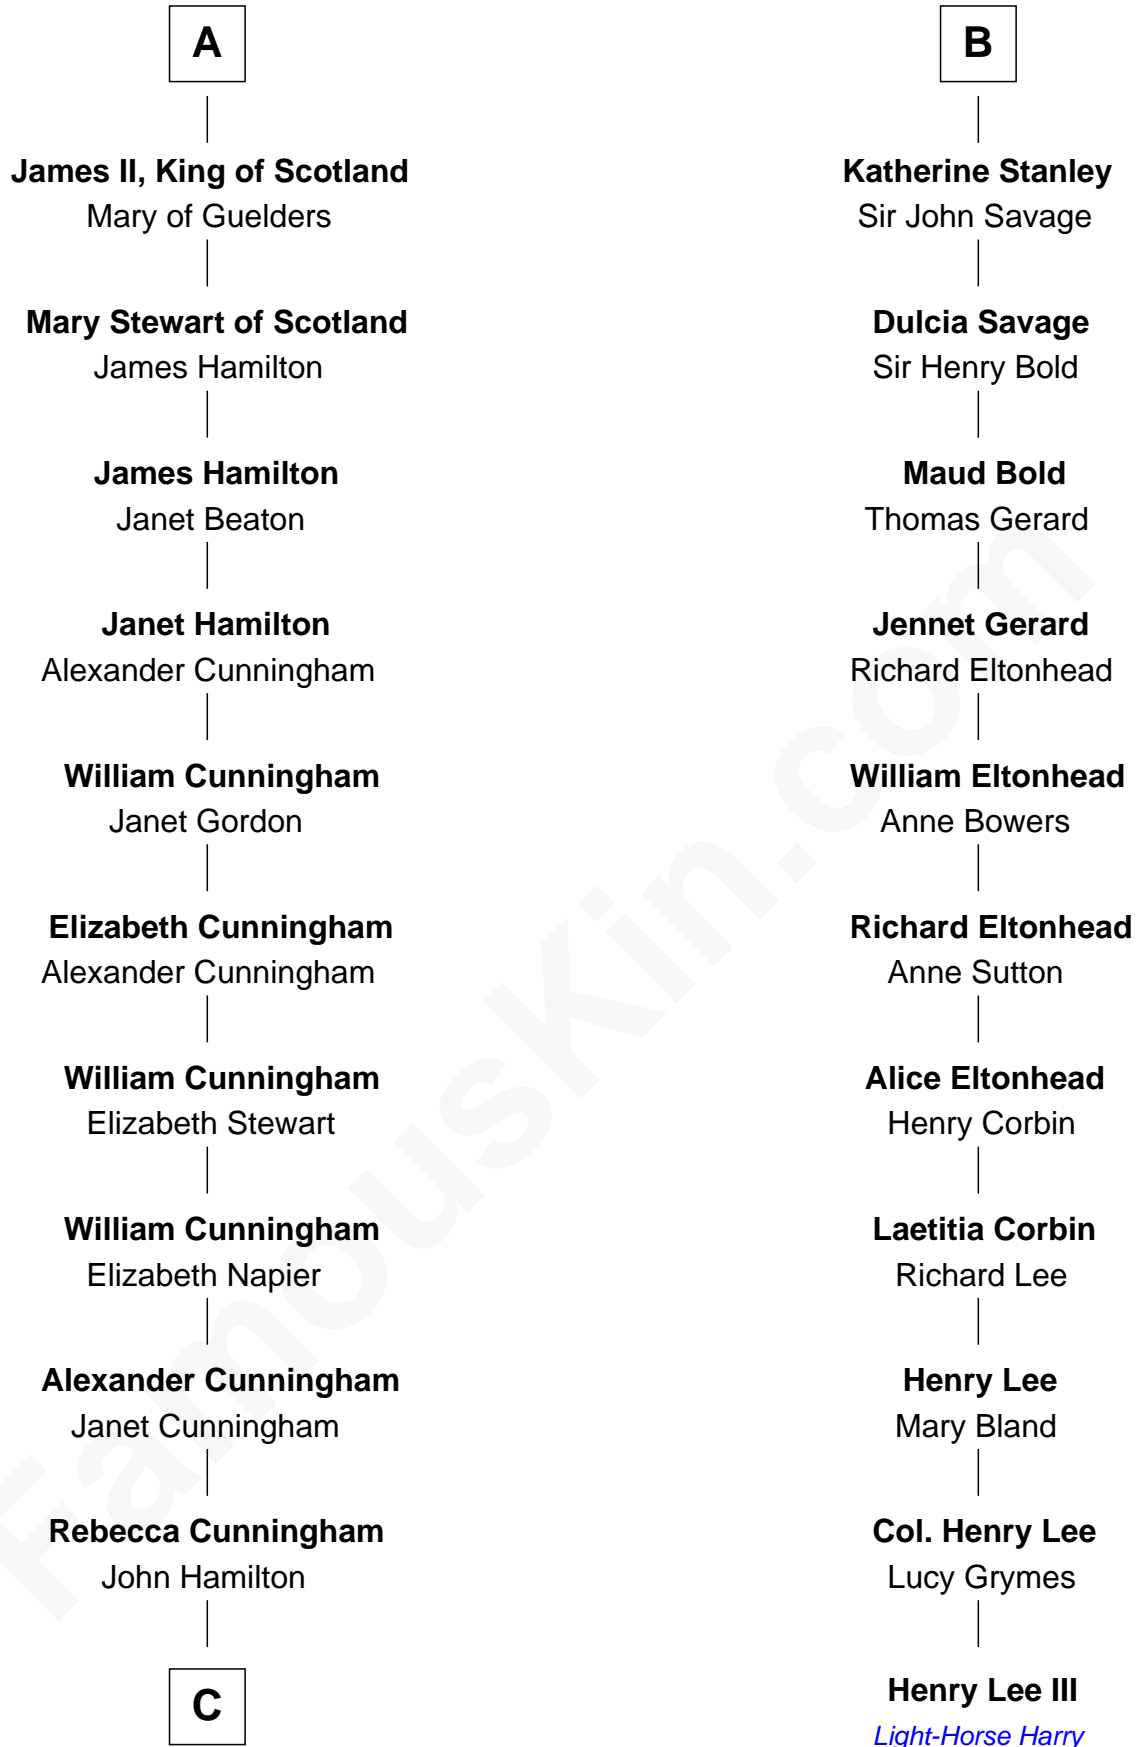 A
James II, King of Scotland
Mary of Guelders
Mary Stewart of Scotland
James Hamilton
James Hamilton
Janet Beaton
Janet Hamilton
Alexander Cunningham
William Cunningham
Janet Gordon
Elizabeth Cunningham
Alexander Cunningham
William Cunningham
Elizabeth Stewart
William Cunningham
Elizabeth Napier
Alexander Cunningham
Janet Cunningham
Rebecca Cunningham
John Hamilton
C
B
Katherine Stanley
Sir John Savage
Dulcia Savage
Sir Henry Bold
Maud Bold
Thomas Gerard
Jennet Gerard
Richard Eltonhead
William Eltonhead
Anne Bowers
Richard Eltonhead
Anne Sutton
Alice Eltonhead
Henry Corbin
Laetitia Corbin
Richard Lee
Henry Lee
Mary Bland
Col. Henry Lee
Lucy Grymes
Henry Lee III
Light-Horse Harry
FamousKin.com